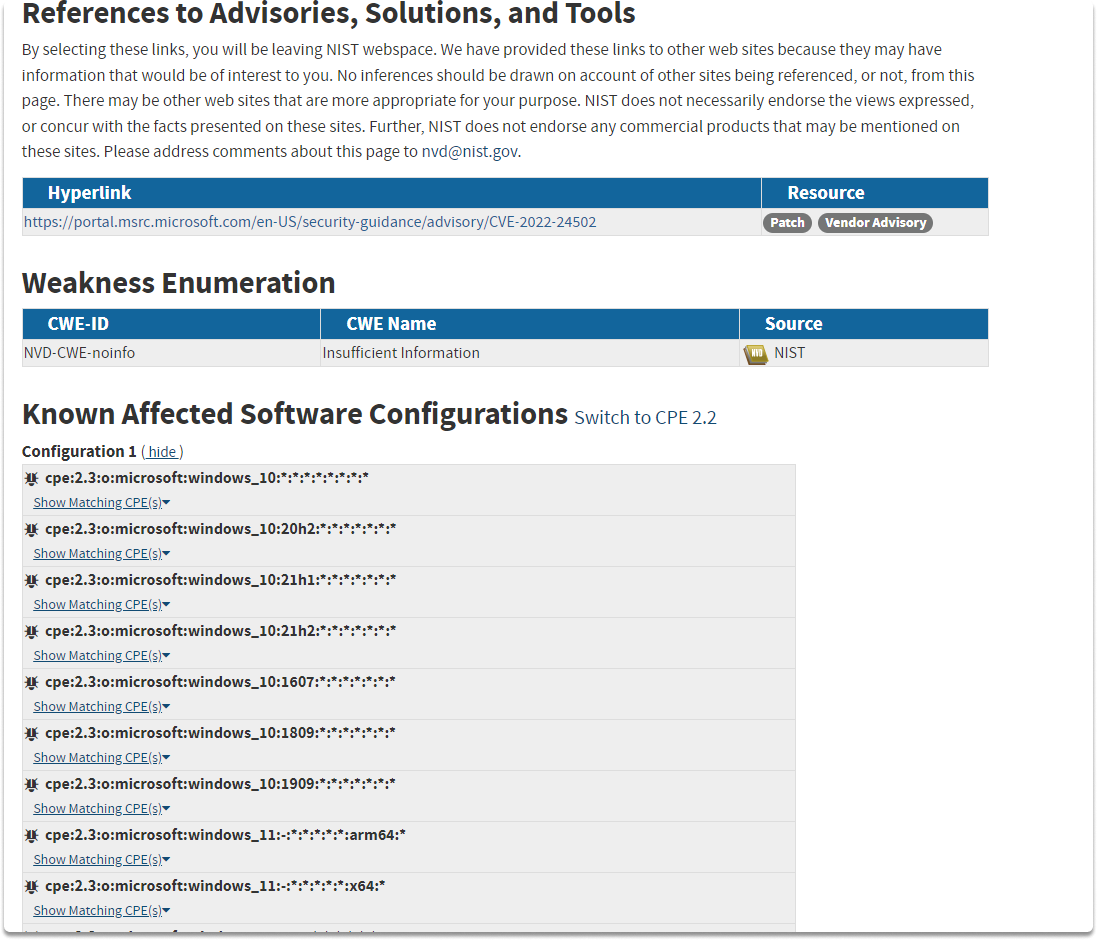 References to Advisories, Solutions, and Tools
By selecting these links, you will be leaving NIST webspace. We have provided these links to other web sites because they may have
information that would be of interest to you. No inferences should be drawn on account of other sites being referenced, or not, from this
page. There may be other web sites that are more appropriate for your purpose. NIST does not necessarily endorse the views expressed,
or concur with the facts presented on these sites. Further, NIST does not endorse any commercial products that may be mentioned on
these sites. Please address comments about this page to nvd@nist.gov.
Hyperlink Resource
https://portal.msrc.microsoft.com/en-US/security-guidance/advisory/CVE-2022-24502 Patch Vendor Advisory
Weakness Enumeration
CWE-ID CWE Name Source
NVD-CWE-noinfo Insufficient Information NVD NIST
Known Affected Software Configurations Switch to CPE 2.2
Configuration 1 ( hide )
cpe:2.3:o:microsoft:windows_10:*:*:*:*:*:*:*:*
Show Matching CPE(s)
cpe:2.3:o:microsoft:windows_10:20h2:*:*:*:*:*:*:*
Show Matching CPE(s)
cpe:2.3:o:microsoft:windows_10:21h1:*:*:*:*:*:*:*
Show Matching CPE(s)
cpe:2.3:o:microsoft:windows_10:21h2:*:*:*:*:*:*:*
Show Matching CPE(s)
cpe:2.3:o:microsoft:windows_10:1607:*:*:*:*:*:*:*
Show Matching CPE(s)
cpe:2.3:o:microsoft:windows_10:1809:*:*:*:*:*:*:*
Show Matching CPE(s)
cpe:2.3:o:microsoft:windows_10:1909:*:*:*:*:*:*:*
Show Matching CPE(s)
cpe:2.3:o:microsoft:windows_11:-:*:*:*:*:*:arm64:*
Show Matching CPE(s)
cpe:2.3:o:microsoft:windows_11:-:*:*:*:*:*:x64:*
Show Matching CPE(s)